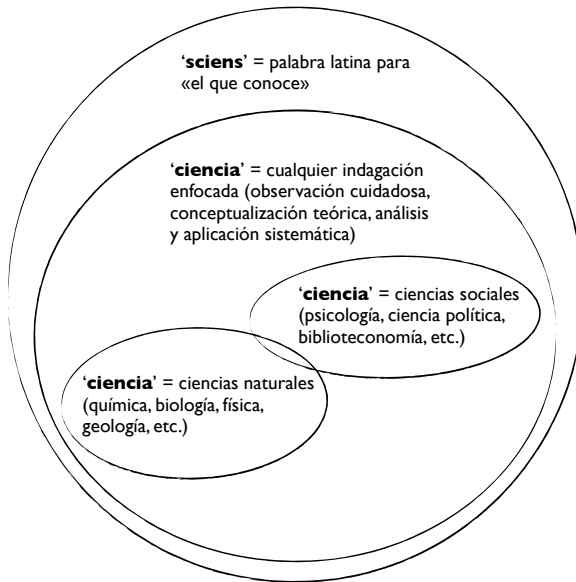 ‘sciens’ = palabra latina para
«el que conoce»
‘ciencia’ = cualquier indagación
enfocada (observación cuidadosa,
conceptualización teórica, análisis
y aplicación sistemática)
‘ciencia’ = ciencias sociales
(psicología, ciencia política,
biblioteconomía, etc.)
‘ciencia’ = ciencias naturales
(química, biología, física,
geología, etc.)